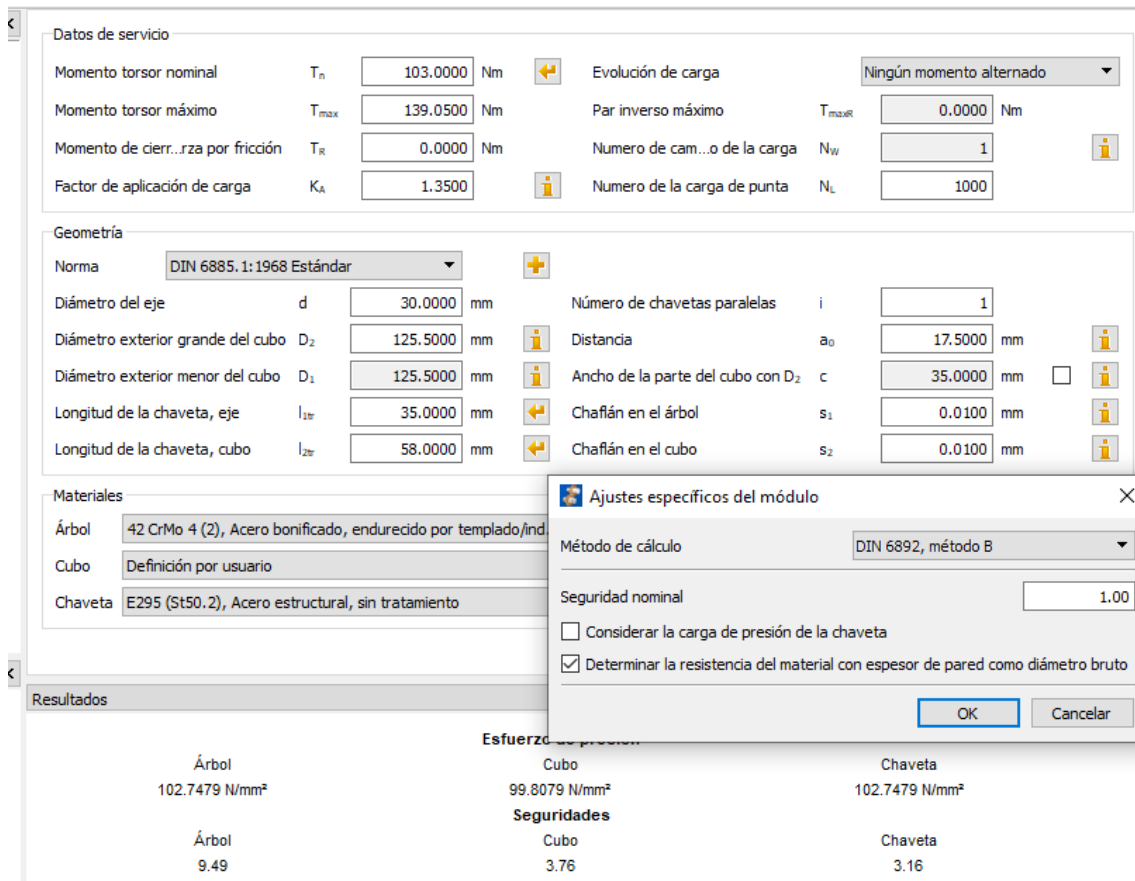 Datos de servicio
Momento torsor nominal Tn 103.0000 Nm Evolución de carga Ningún momento alternado
Momento torsor máximo Tmax 139.0500 Nm Par inverso máximo TmaxR 0.0000 Nm
Momento de cierr...rza por fricción TR 0.0000 Nm Numero de cam...o de la carga NW 1
Factor de aplicación de carga KA 1.3500 Numero de la carga de punta NL 1000
Geometría
Norma DIN 6885.1:1968 Estándar
Diámetro del eje d 30.0000 mm Número de chavetas paralelas i 1
Diámetro exterior grande del cubo D2 125.5000 mm Distancia a0 17.5000 mm
Diámetro exterior menor del cubo D1 125.5000 mm Ancho de la parte del cubo con D2 c 35.0000 mm
Longitud de la chaveta, eje l1tr 35.0000 mm Chaflán en el árbol s1 0.0100 mm
Longitud de la chaveta, cubo l2tr 58.0000 mm Chaflán en el cubo s2 0.0100 mm
Materiales
Árbol 42 CrMo 4 (2), Acero bonificado, endurecido por templado/ind.
Cubo Definición por usuario
Chaveta E295 (St50.2), Acero estructural, sin tratamiento
Ajustes específicos del módulo
Método de cálculo DIN 6892, método B
Seguridad nominal 1.00
Considerar la carga de presión de la chaveta
Determinar la resistencia del material con espesor de pared como diámetro bruto
OK Cancelar
Resultados
Esfuerzo de presión
Árbol Cubo Chaveta
102.7479 N/mm² 99.8079 N/mm² 102.7479 N/mm²
Seguridades
Árbol Cubo Chaveta
9.49 3.76 3.16